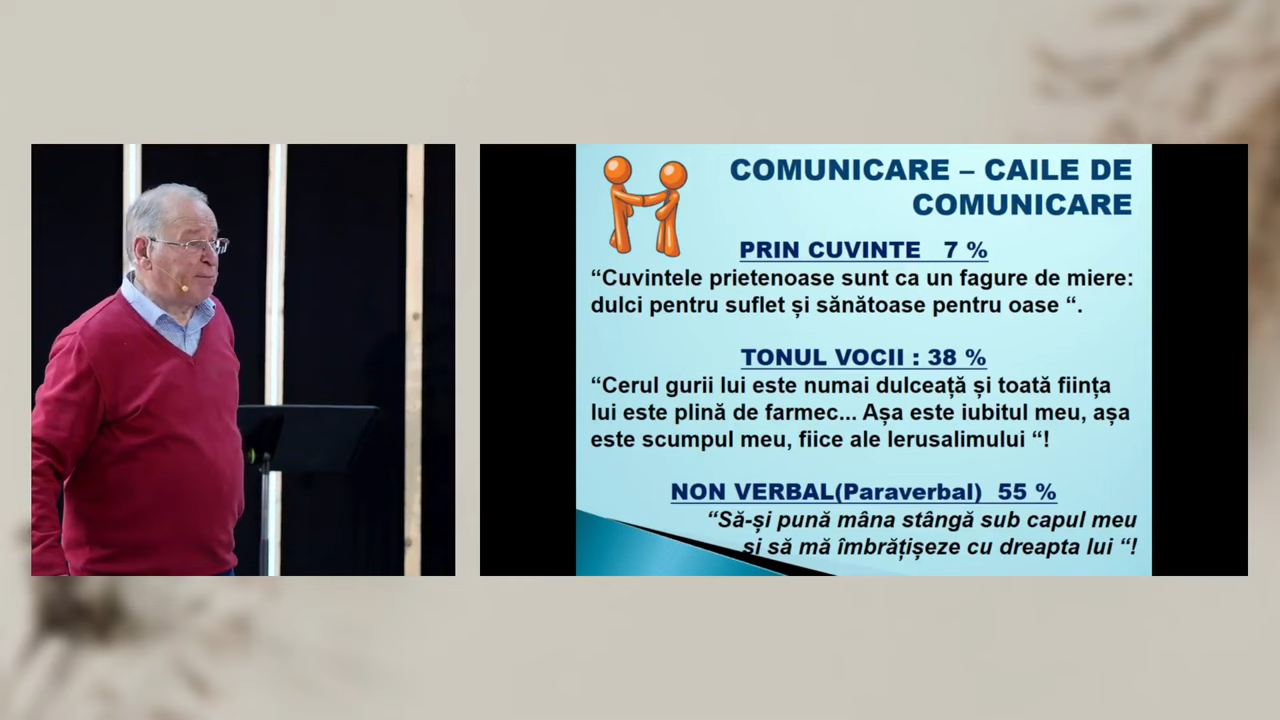 COMUNICARE – CAILE DE
COMUNICARE
PRIN CUVINTE 7 %
“Cuvintele prietenoase sunt ca un fagure de miere:
dulci pentru suflet și sănătoase pentru oase “.
TONUL VOCII : 38 %
“Cerul gurii lui este numai dulceață și toată ființa
lui este plină de farmec... Așa este iubitul meu, așa
este scumpul meu, fiice ale Ierusalimului “!
NON VERBAL(Paraverbal) 55 %
“Să-și pună mâna stângă sub capul meu
și să mă îmbrățișeze cu dreapta lui “!